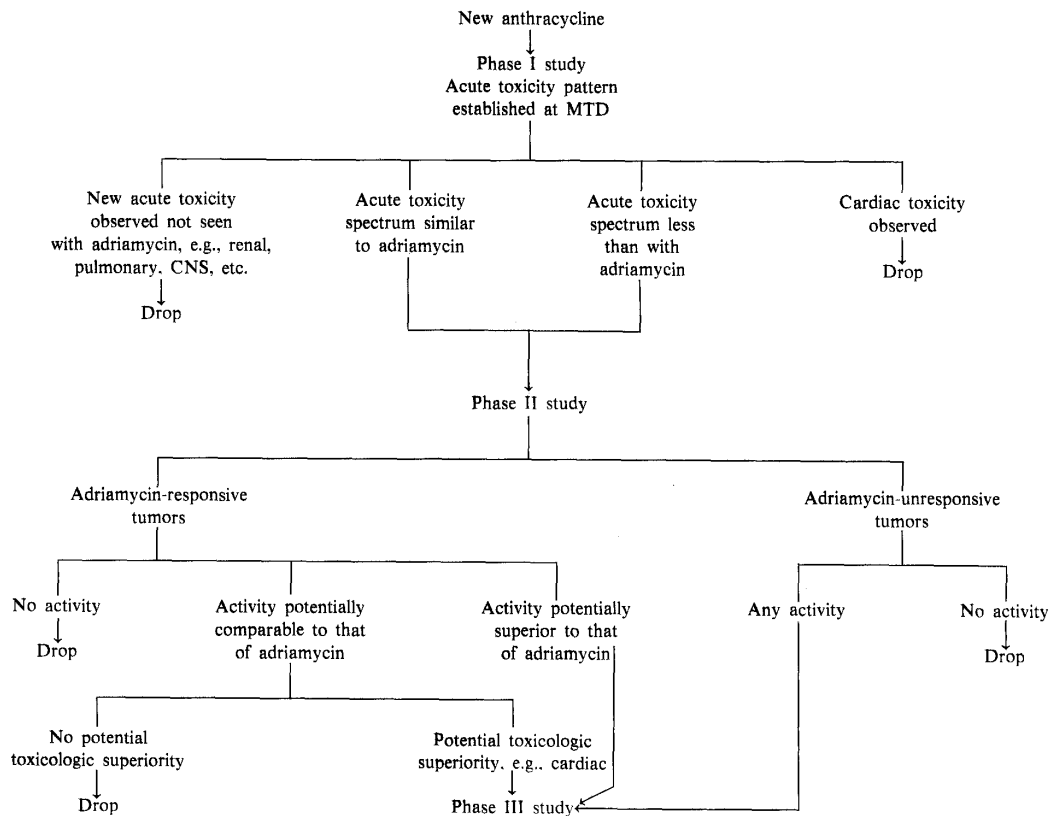 New anthracycline
Phase I study
Acute toxicity pattern
established at MTD
New acute toxicity
observed not seen
with adriamycin, e.g., renal,
pulmonary. CNS, etc.
Drop
Acute toxicity
spectrum similar
to adriamycin
Acute toxicity
spectrum less
than with
adriamycin
Cardiac toxicity
observed
Drop
Phase II study
Adriamycin-responsive
tumors
Adriamycin-unresponsive
tumors
No activity
Drop
Activity potentially
comparable to that
of adriamycin
Activity potentially
superior to that
of adriamycin
Any activity
No activity
Drop
No potential
toxicologic superiority
Drop
Potential toxicologic
superiority, e.g., cardiac
Phase III study